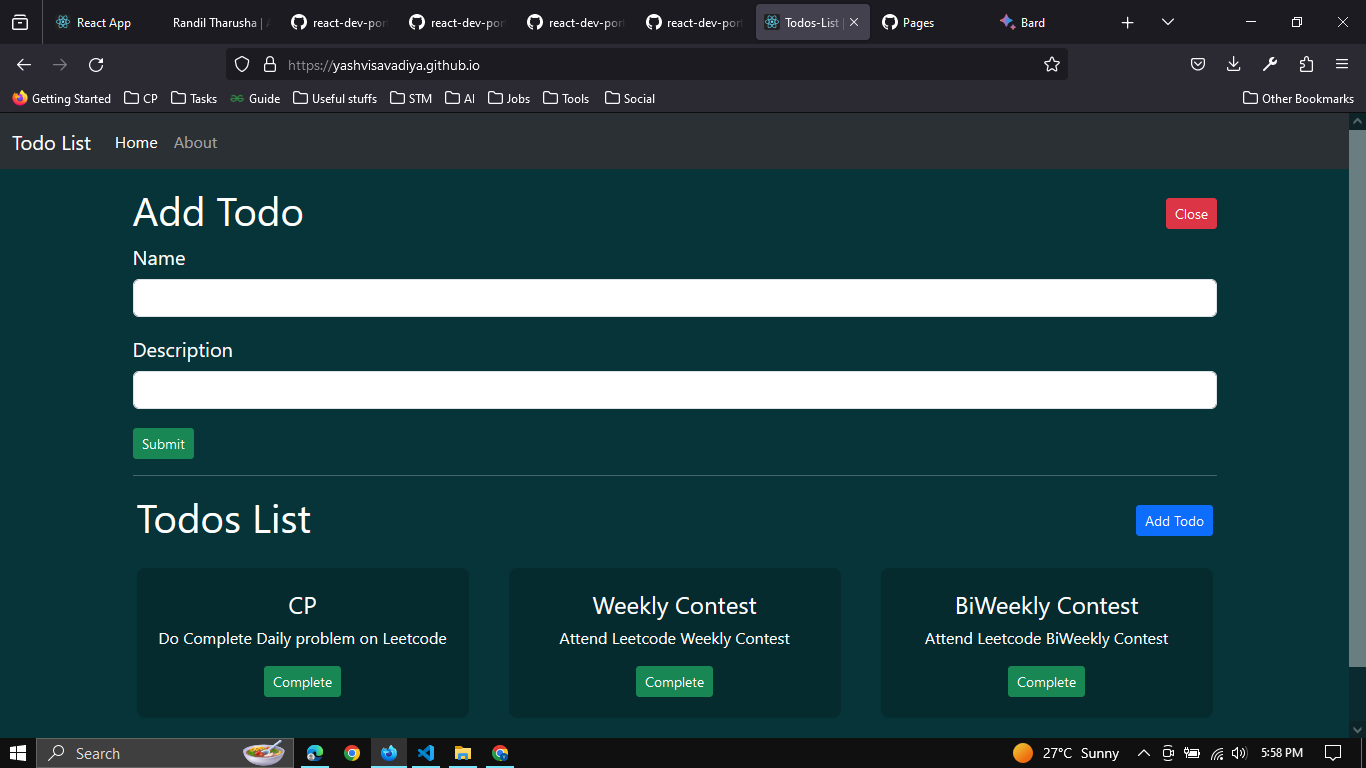 React App
Randil Tharusha | A
react-dev-port
react-dev-port
react-dev-port
react-dev-port
Todos-List |
Pages
Bard
https://yashvisavadiya.github.io
Getting Started CP Tasks Guide Useful stuffs STM AI Jobs Tools Social Other Bookmarks
Todo List Home About
Add Todo Close
Name
Description
Submit
Todos List Add Todo
CP Weekly Contest BiWeekly Contest
Do Complete Daily problem on Leetcode Attend Leetcode Weekly Contest Attend Leetcode BiWeekly Contest
Complete Complete Complete
Search 27°C Sunny 5:58 PM